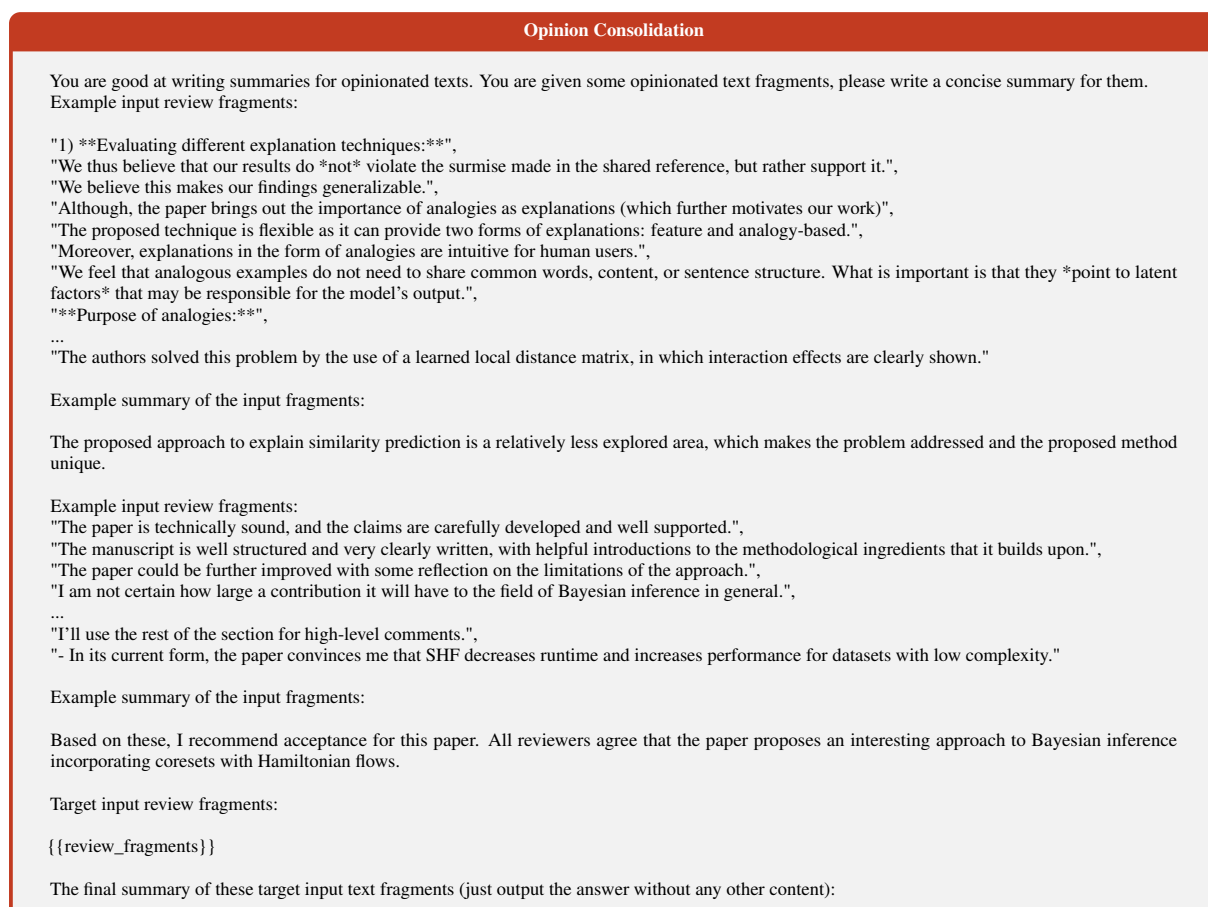 Opinion Consolidation
You are good at writing summaries for opinionated texts. You are given some opinionated text fragments, please write a concise summary for them.
Example input review fragments:
"1) **Evaluating different explanation techniques:**",
"We thus believe that our results do *not* violate the surmise made in the shared reference, but rather support it.",
"We believe this makes our findings generalizable.",
"Although, the paper brings out the importance of analogies as explanations (which further motivates our work)",
"The proposed technique is flexible as it can provide two forms of explanations: feature and analogy-based.",
"Moreover, explanations in the form of analogies are intuitive for human users.",
"We feel that analogous examples do not need to share common words, content, or sentence structure. What is important is that they *point to latent
factors* that may be responsible for the model's output.",
"**Purpose of analogies:**",
...
"The authors solved this problem by the use of a learned local distance matrix, in which interaction effects are clearly shown."
Example summary of the input fragments:
The proposed approach to explain similarity prediction is a relatively less explored area, which makes the problem addressed and the proposed method
unique.
Example input review fragments:
"The paper is technically sound, and the claims are carefully developed and well supported.",
"The manuscript is well structured and very clearly written, with helpful introductions to the methodological ingredients that it builds upon.",
"The paper could be further improved with some reflection on the limitations of the approach.",
"I am not certain how large a contribution it will have to the field of Bayesian inference in general.",
...
"I'll use the rest of the section for high-level comments.",
"- In its current form, the paper convinces me that SHF decreases runtime and increases performance for datasets with low complexity."
Example summary of the input fragments:
Based on these, I recommend acceptance for this paper. All reviewers agree that the paper proposes an interesting approach to Bayesian inference
incorporating coresets with Hamiltonian flows.
Target input review fragments:
{{review_fragments}}
The final summary of these target input text fragments (just output the answer without any other content):